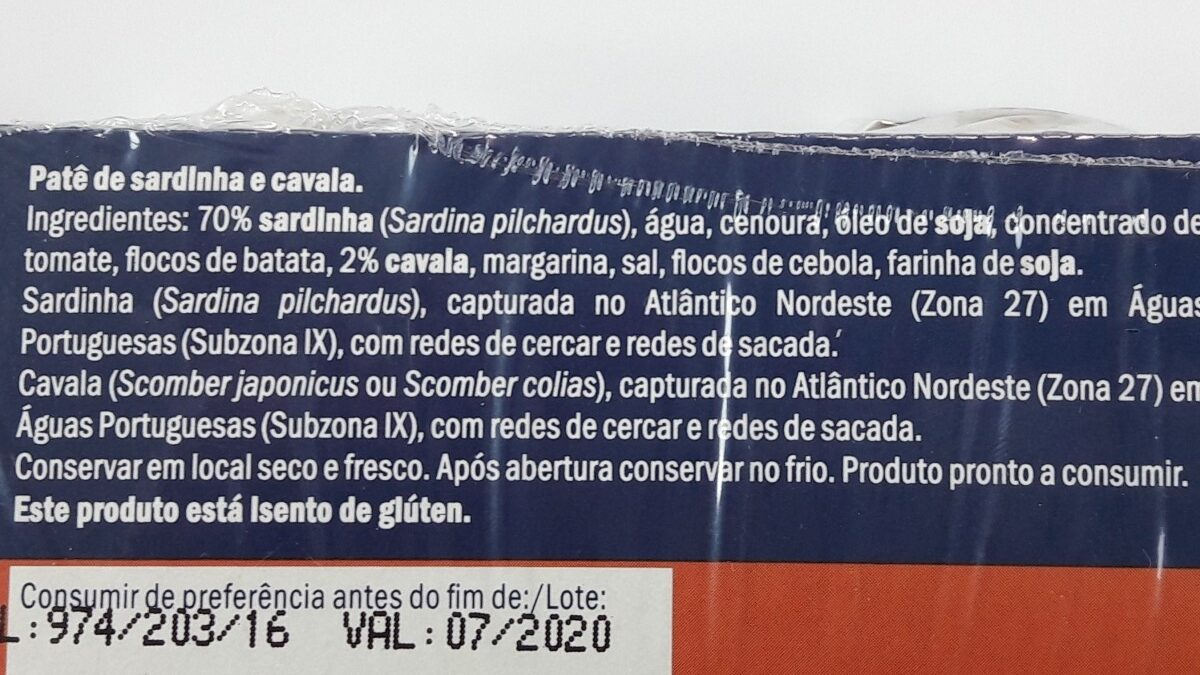 Patê de sardinha e cavala.
Ingredientes: 70% sardinha (Sardina pilchardus), água, cenoura, óleo de soja, concentrado de
tomate, flocos de batata, 2% cavala, margarina, sal, flocos de cebola, farinha de soja.
Sardinha (Sardina pilchardus), capturada no Atlântico Nordeste (Zona 27) em Águas
Portuguesas (Subzona IX), com redes de cercar e redes de sacada.
Cavala (Scomber japonicus ou Scomber colias), capturada no Atlântico Nordeste (Zona 27) em
Águas Portuguesas (Subzona IX), com redes de cercar e redes de sacada.
Conservar em local seco e fresco. Após abertura conservar no frio. Produto pronto a consumir.
Este produto está isento de glúten.
Consumir de preferência antes do fim de:/Lote:
L:974/203/16 VAL:07/2020